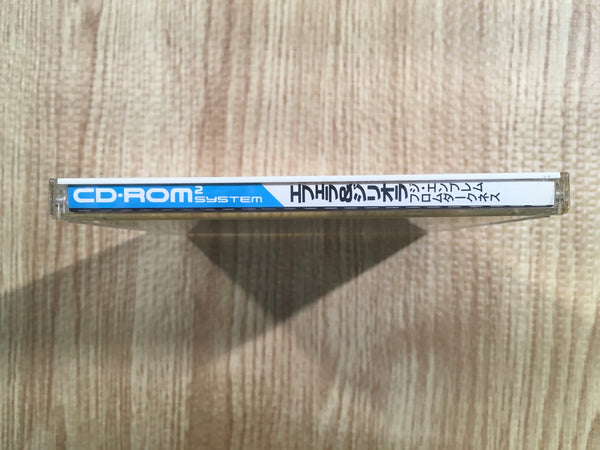 CD-ROM2
SYSTEM
エフェラ&ジリオラ
ジ・エンブレム
フロムダークネス